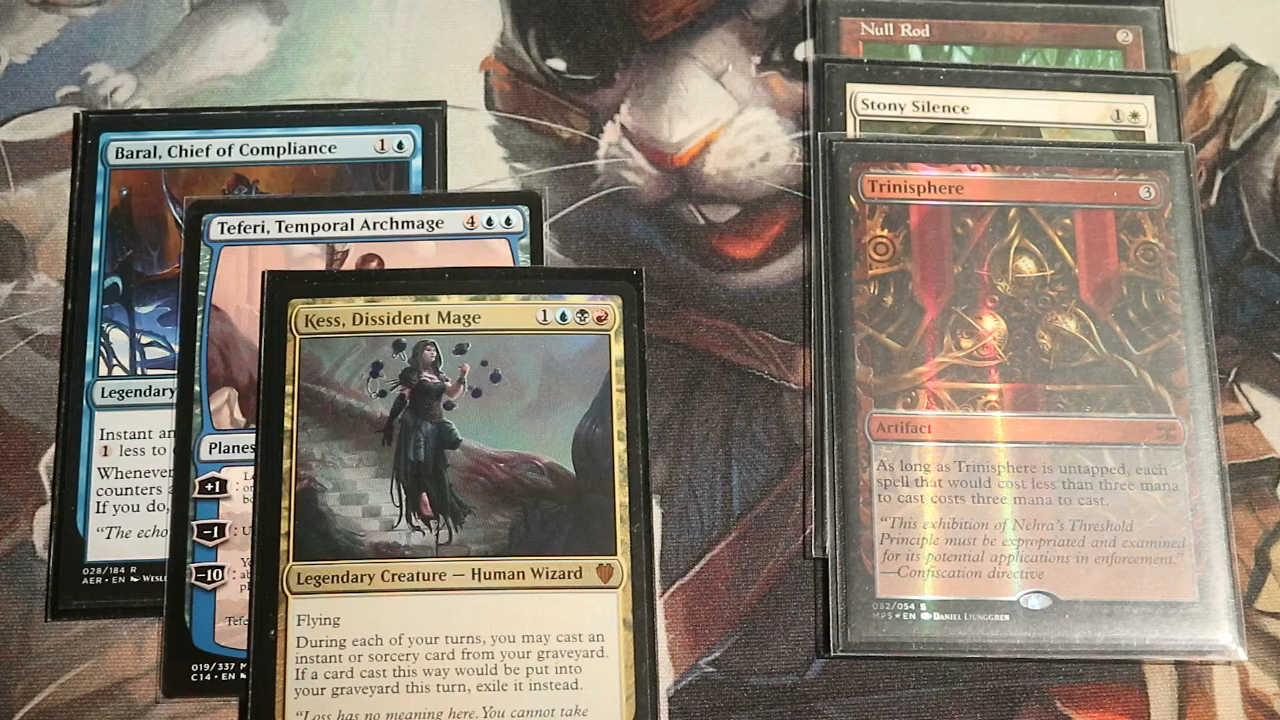 Baral, Chief of Compliance 1
Legendary
Instant an
1 less to
Whenever
counters
If you do,
"The echo
028/184 R
AER • EN
Teferi, Temporal Archmage 4
Planes
+1
-1 : U
-10
Tefe
019/337 M
C14 • EN
Kess, Dissident Mage 1
Legendary Creature — Human Wizard
Flying
During each of your turns, you may cast an
instant or sorcery card from your graveyard.
If a card cast this way would be put into
your graveyard this turn, exile it instead.
"Loss has no meaning here. You cannot take
Null Rod 2
Stony Silence 1
Trinisphere 3
Artifact
As long as Trinisphere is untapped, each
spell that would cost less than three mana
to cast costs three mana to cast.
"This exhibition of Nehra's Threshold
Principle must be expropriated and examined
for its potential applications in enforcement."
—Confiscation directive
052/054 S
MPS ★ EN Daniel Ljunggren